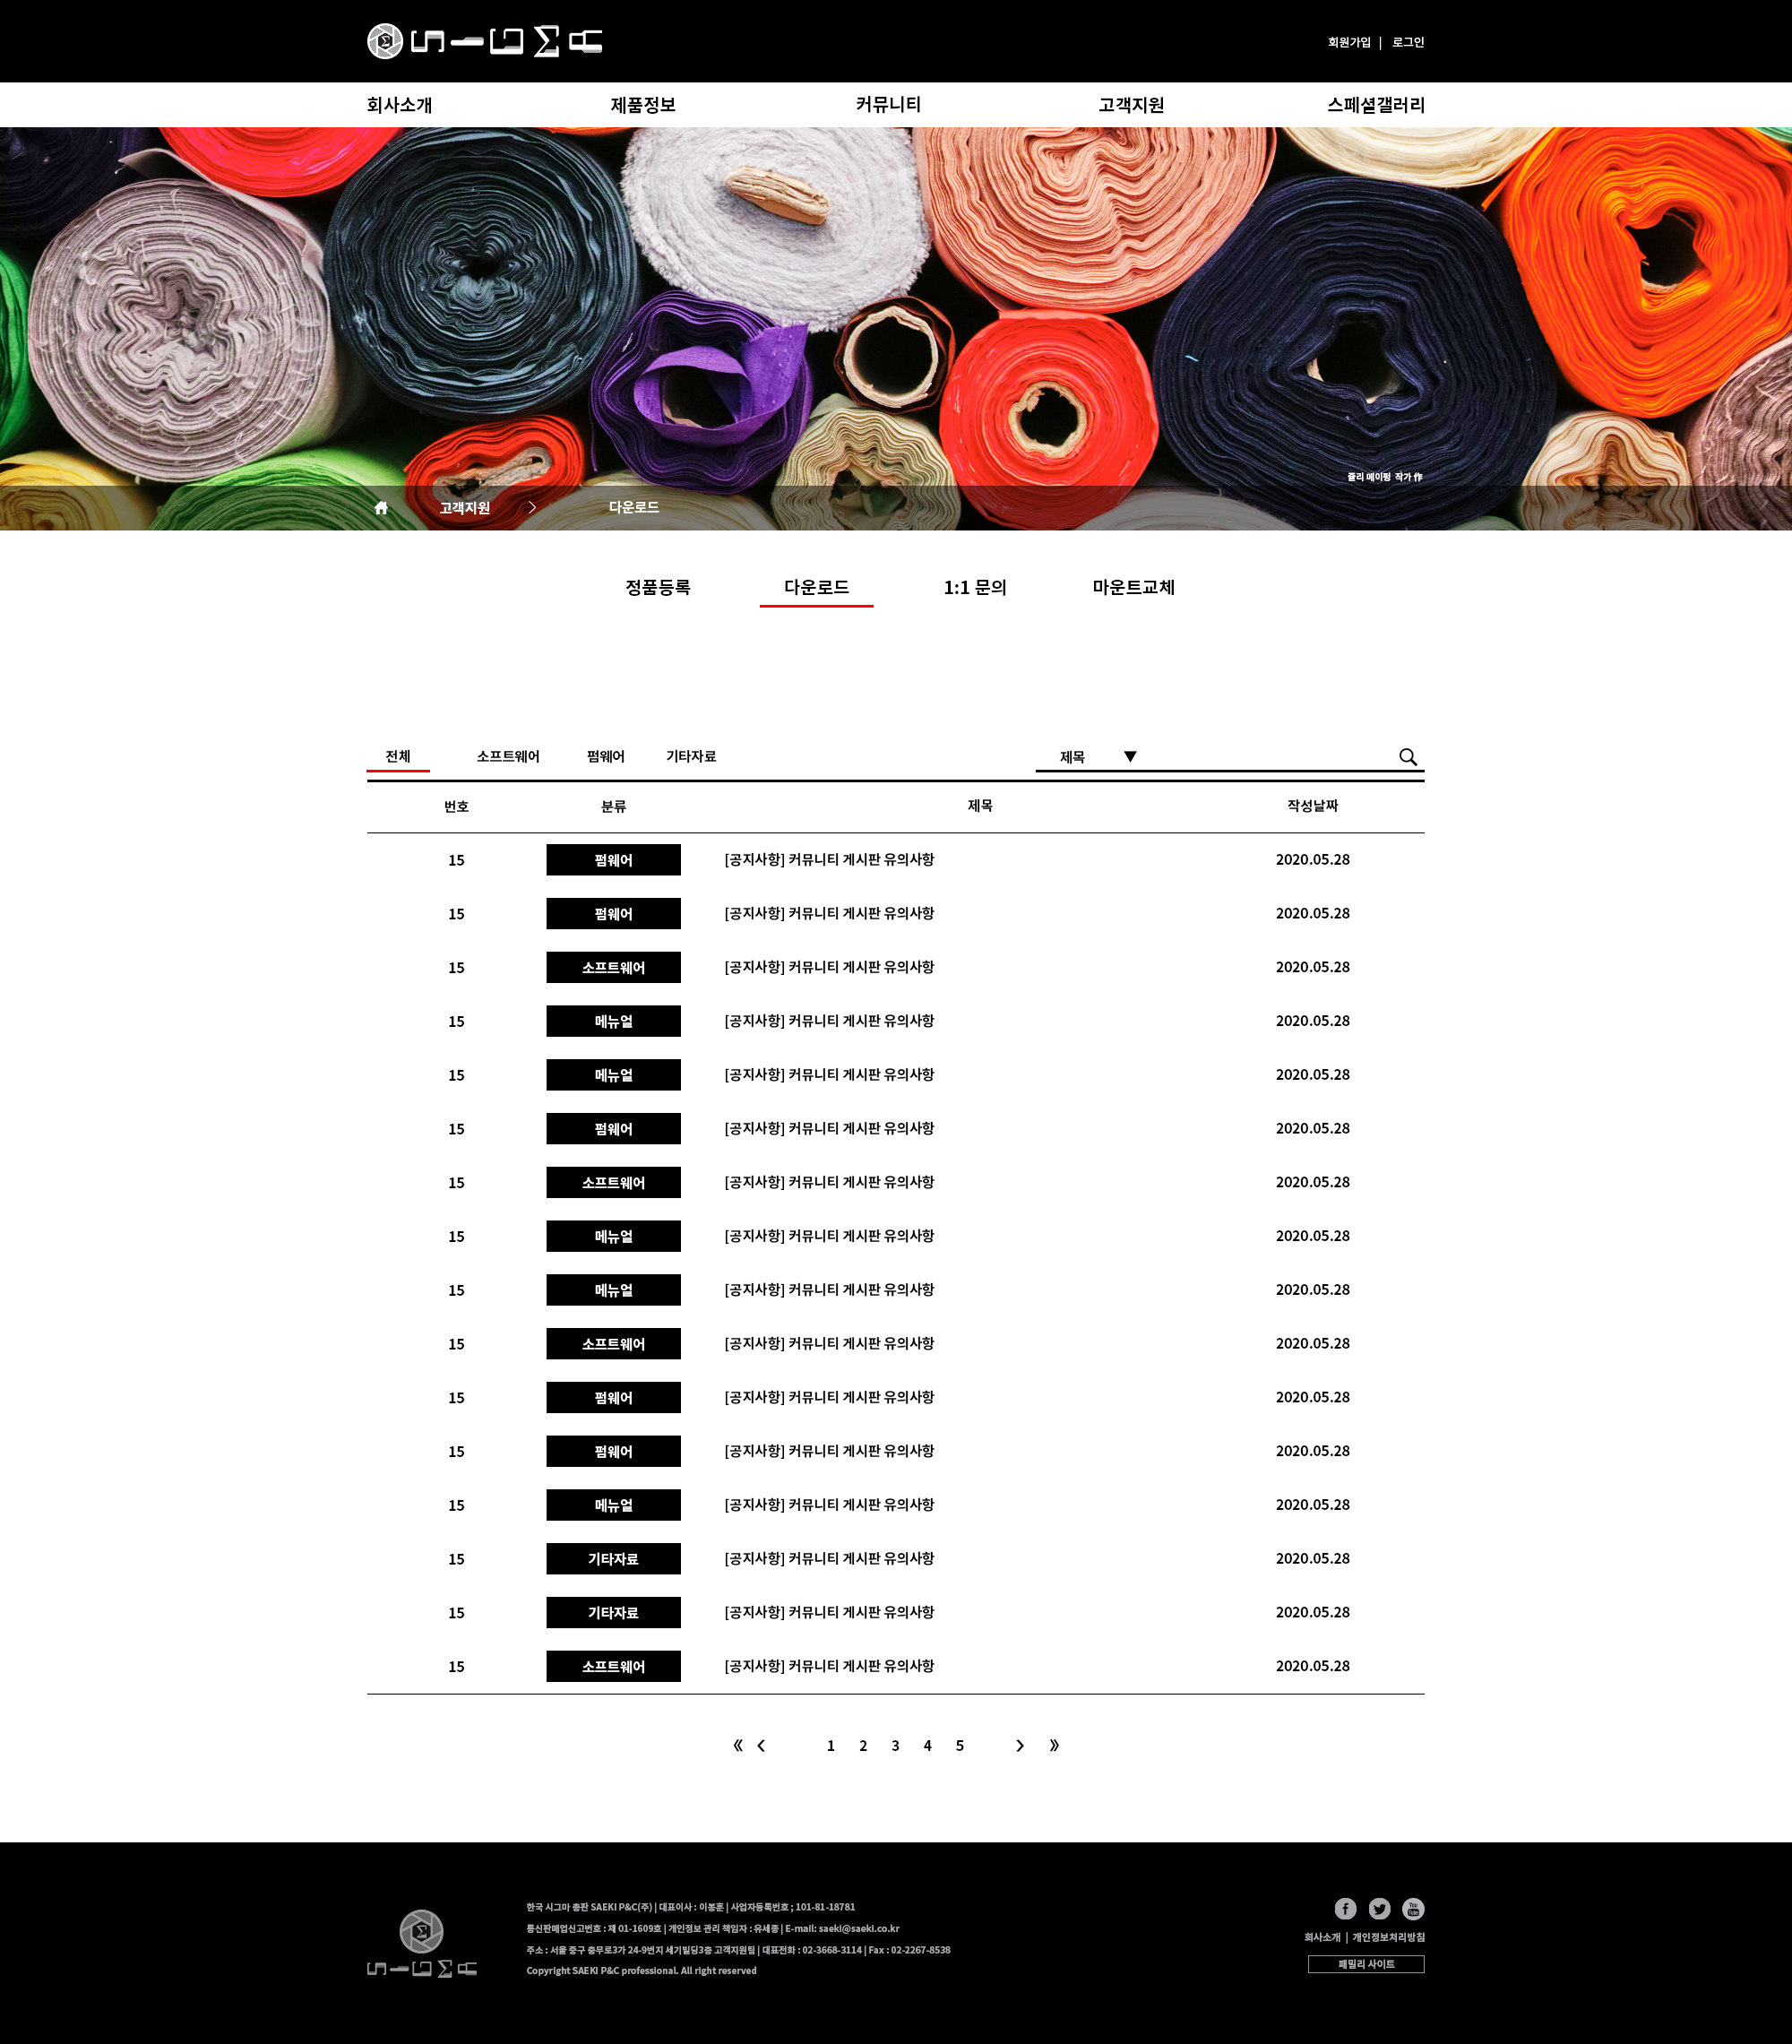 SIGMA
회원가입 | 로그인
회사소개 제품정보 커뮤니티 고객지원 스페셜갤러리
쥴리 메이펑 작가 作
고객지원 > 다운로드
정품등록 다운로드 1:1 문의 마운트교체
전체 소프트웨어 펌웨어 기타자료 제목 ▼
번호 분류 제목 작성날짜
15 펌웨어 [공지사항] 커뮤니티 게시판 유의사항 2020.05.28
15 펌웨어 [공지사항] 커뮤니티 게시판 유의사항 2020.05.28
15 소프트웨어 [공지사항] 커뮤니티 게시판 유의사항 2020.05.28
15 메뉴얼 [공지사항] 커뮤니티 게시판 유의사항 2020.05.28
15 메뉴얼 [공지사항] 커뮤니티 게시판 유의사항 2020.05.28
15 펌웨어 [공지사항] 커뮤니티 게시판 유의사항 2020.05.28
15 소프트웨어 [공지사항] 커뮤니티 게시판 유의사항 2020.05.28
15 메뉴얼 [공지사항] 커뮤니티 게시판 유의사항 2020.05.28
15 메뉴얼 [공지사항] 커뮤니티 게시판 유의사항 2020.05.28
15 소프트웨어 [공지사항] 커뮤니티 게시판 유의사항 2020.05.28
15 펌웨어 [공지사항] 커뮤니티 게시판 유의사항 2020.05.28
15 펌웨어 [공지사항] 커뮤니티 게시판 유의사항 2020.05.28
15 메뉴얼 [공지사항] 커뮤니티 게시판 유의사항 2020.05.28
15 기타자료 [공지사항] 커뮤니티 게시판 유의사항 2020.05.28
15 기타자료 [공지사항] 커뮤니티 게시판 유의사항 2020.05.28
15 소프트웨어 [공지사항] 커뮤니티 게시판 유의사항 2020.05.28
《 < 1 2 3 4 5 > 》
한국 시그마 총판 SAEKI P&C(주) | 대표이사 : 이봉훈 | 사업자등록번호 ; 101-81-18781
통신판매업신고번호 : 제 01-1609호 | 개인정보 관리 책임자 : 유세종 | E-mail: saeki@saeki.co.kr
주소 : 서울 중구 충무로3가 24-9번지 세기빌딩3층 고객지원팀 | 대표전화 : 02-3668-3114 | Fax : 02-2267-8538
Copyright SAEKI P&C professional. All right reserved
SIGMA
You Tube
회사소개 | 개인정보처리방침
패밀리 사이트